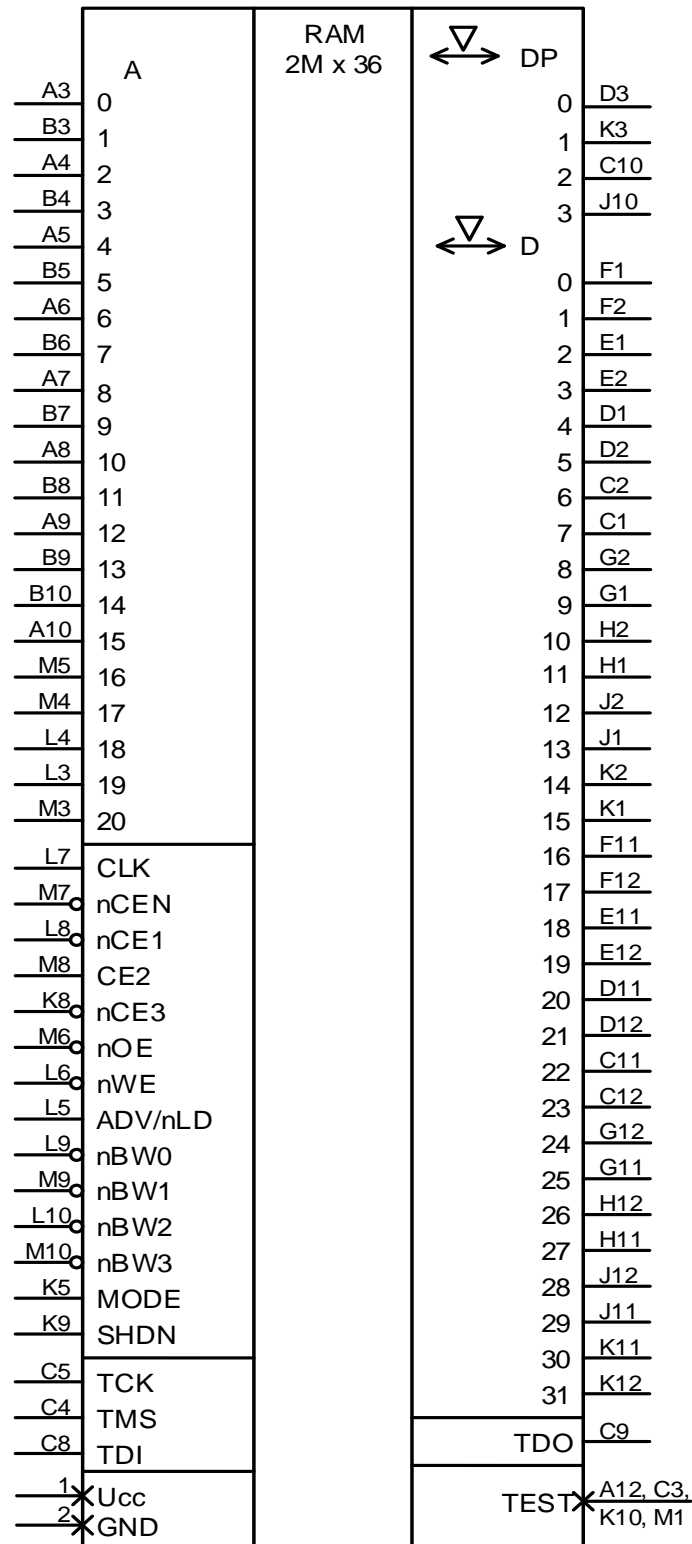 RAM
2M x 36
A
A3 0
B3 1
A4 2
B4 3
A5 4
B5 5
A6 6
B6 7
A7 8
B7 9
A8 10
B8 11
A9 12
B9 13
B10 14
A10 15
M5 16
M4 17
L4 18
L3 19
M3 20
L7 CLK
M7 nCEN
L8 nCE1
M8 CE2
K8 nCE3
M6 nOE
L6 nWE
L5 ADV/nLD
L9 nBW0
M9 nBW1
L10 nBW2
M10 nBW3
K5 MODE
K9 SHDN
C5 TCK
C4 TMS
C8 TDI
1 Ucc
2 GND
DP
0 D3
1 K3
2 C10
3 J10
D
0 F1
1 F2
2 E1
3 E2
4 D1
5 D2
6 C2
7 C1
8 G2
9 G1
10 H2
11 H1
12 J2
13 J1
14 K2
15 K1
16 F11
17 F12
18 E11
19 E12
20 D11
21 D12
22 C11
23 C12
24 G12
25 G11
26 H12
27 H11
28 J12
29 J11
30 K11
31 K12
TDO C9
TEST A12, C3,
K10, M1